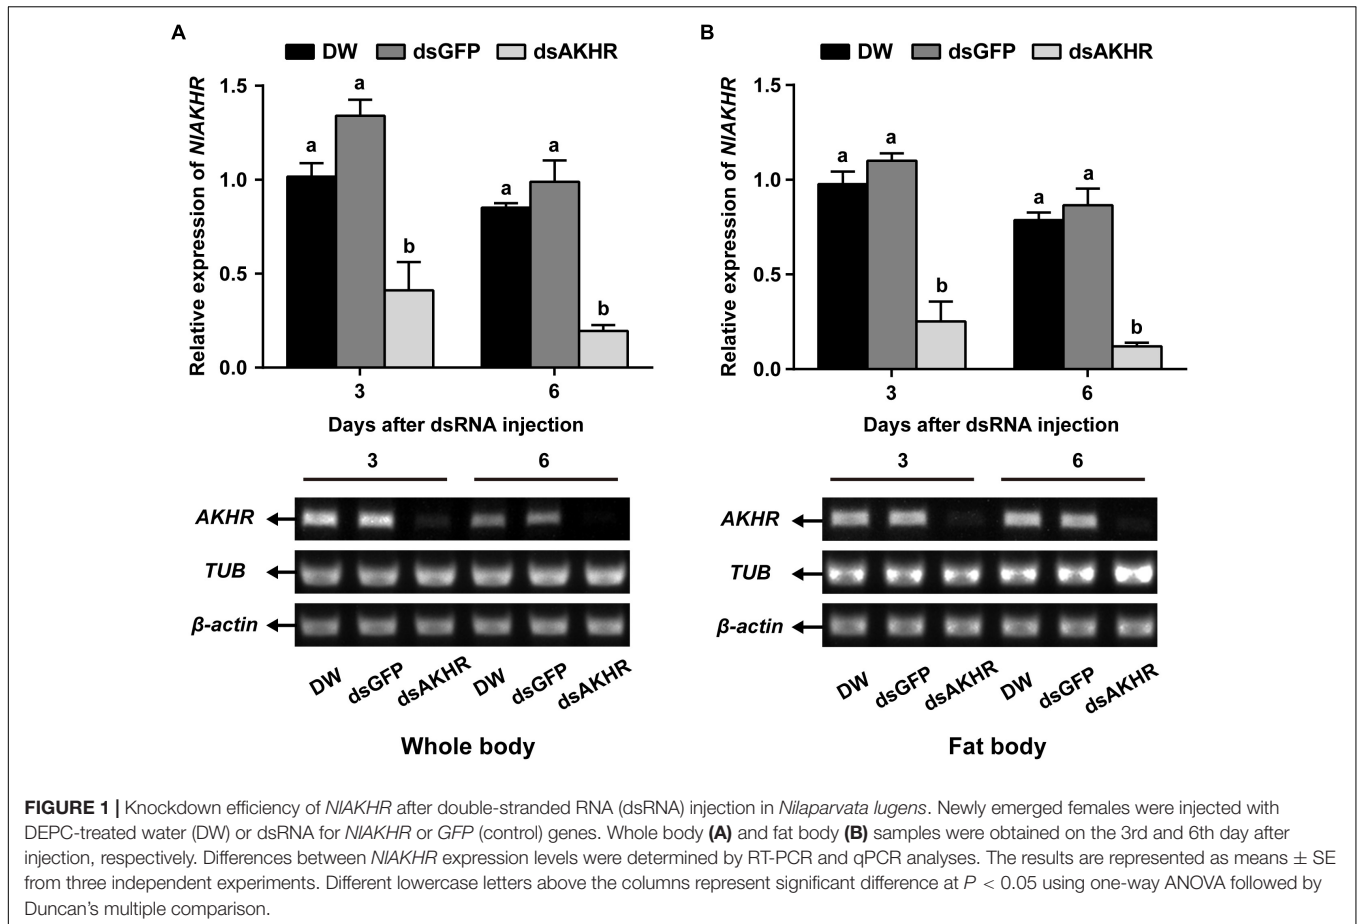 A
DW dsGFP dsAKHR
Relative expression of NlAKHR
1.5
1.0
0.5
0.0
a
a
b
a
a
b
3 6
Days after dsRNA injection
3 6
AKHR
TUB
β-actin
DW dsGFP dsAKHR DW dsGFP dsAKHR
Whole body
B
DW dsGFP dsAKHR
Relative expression of NlAKHR
1.5
1.0
0.5
0.0
a
a
b
a
a
b
3 6
Days after dsRNA injection
3 6
AKHR
TUB
β-actin
DW dsGFP dsAKHR DW dsGFP dsAKHR
Fat body
FIGURE 1 | Knockdown efficiency of NlAKHR after double-stranded RNA (dsRNA) injection in Nilaparvata lugens. Newly emerged females were injected with
DEPC-treated water (DW) or dsRNA for NlAKHR or GFP (control) genes. Whole body (A) and fat body (B) samples were obtained on the 3rd and 6th day after
injection, respectively. Differences between NlAKHR expression levels were determined by RT-PCR and qPCR analyses. The results are represented as means ± SE
from three independent experiments. Different lowercase letters above the columns represent significant difference at P < 0.05 using one-way ANOVA followed by
Duncan's multiple comparison.